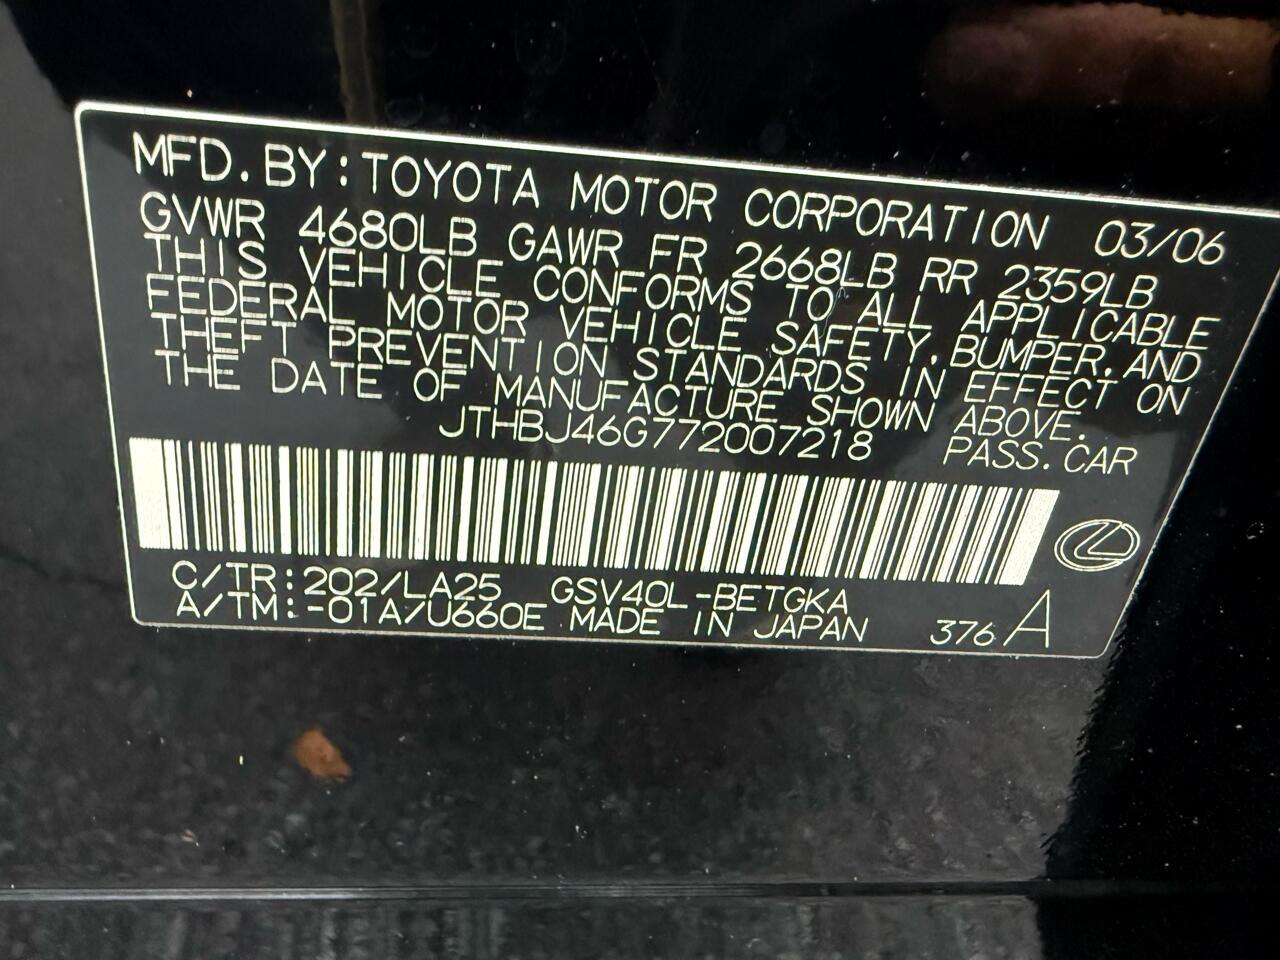 MFD. BY: TOYOTA MOTOR CORPORATION 03/06
GVWR 4680LB GAWR FR 2668LB RR 2359LB
THIS VEHICLE CONFORMS TO ALL APPLICABLE
FEDERAL MOTOR VEHICLE SAFETY, BUMPER, AND
THEFT PREVENTION STANDARDS IN EFFECT ON
THE DATE OF MANUFACTURE SHOWN ABOVE.
JTHBJ46G772007218 PASS. CAR
C/TR: 202/LA25 GSV40L-BETGKA
A/TM: -01A/U660E MADE IN JAPAN 376 A